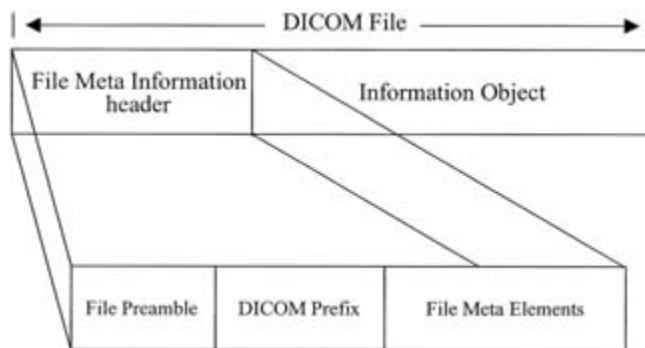 DICOM File
File Meta Information
header
Information Object
File Preamble
DICOM Prefix
File Meta Elements